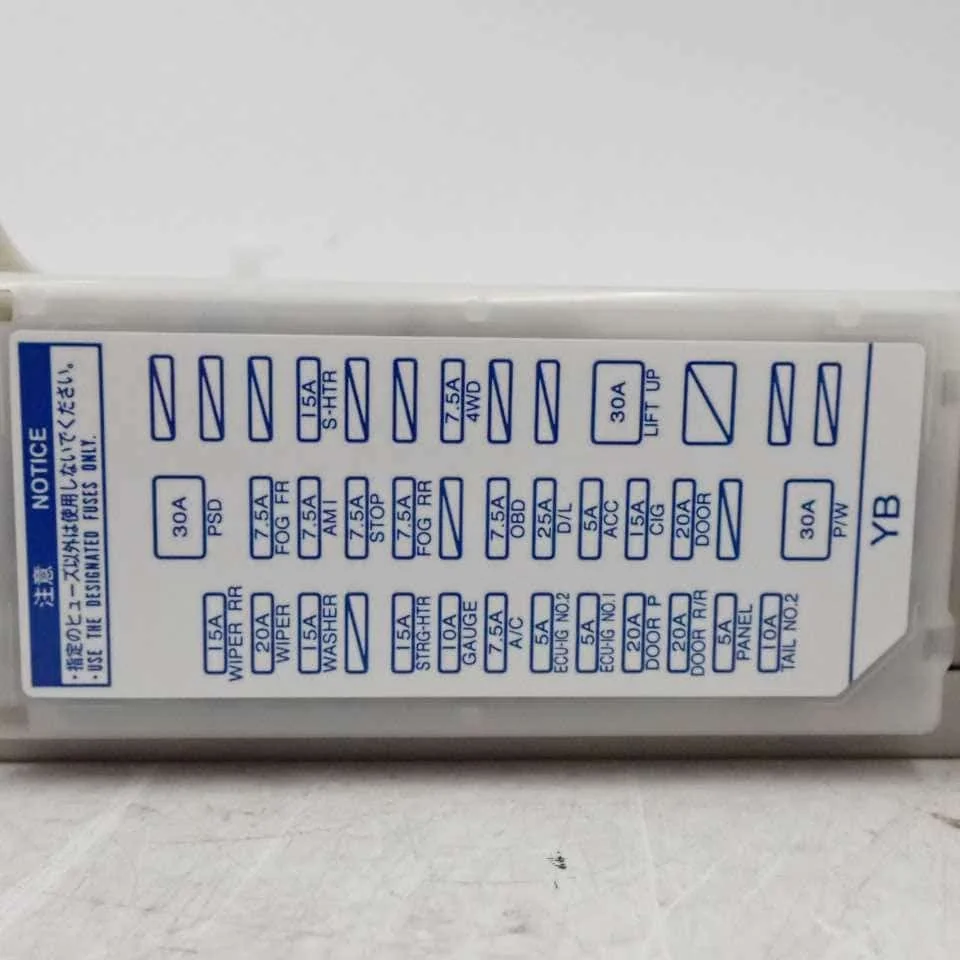 注意 NOTICE
・指定のヒューズ以外は使用しないでください。
・USE THE DESIGNATED FUSES ONLY.
15A
WIPER RR
20A
WIPER
15A
WASHER
15A
STRG-HTR
10A
GAUGE
7.5A
A/C
5A
ECU-IG NO.2
5A
ECU-IG NO.1
20A
DOOR P
20A
DOOR R/R
5A
PANEL
10A
TAIL NO.2
30A
PSD
7.5A
FOG FR
7.5A
AM1
7.5A
STOP
7.5A
FOG RR
7.5A
OBD
25A
D/L
5A
ACC
15A
CIG
20A
DOOR
30A
P/W
15A
S-HTR
7.5A
4WD
30A
LIFT UP
YB